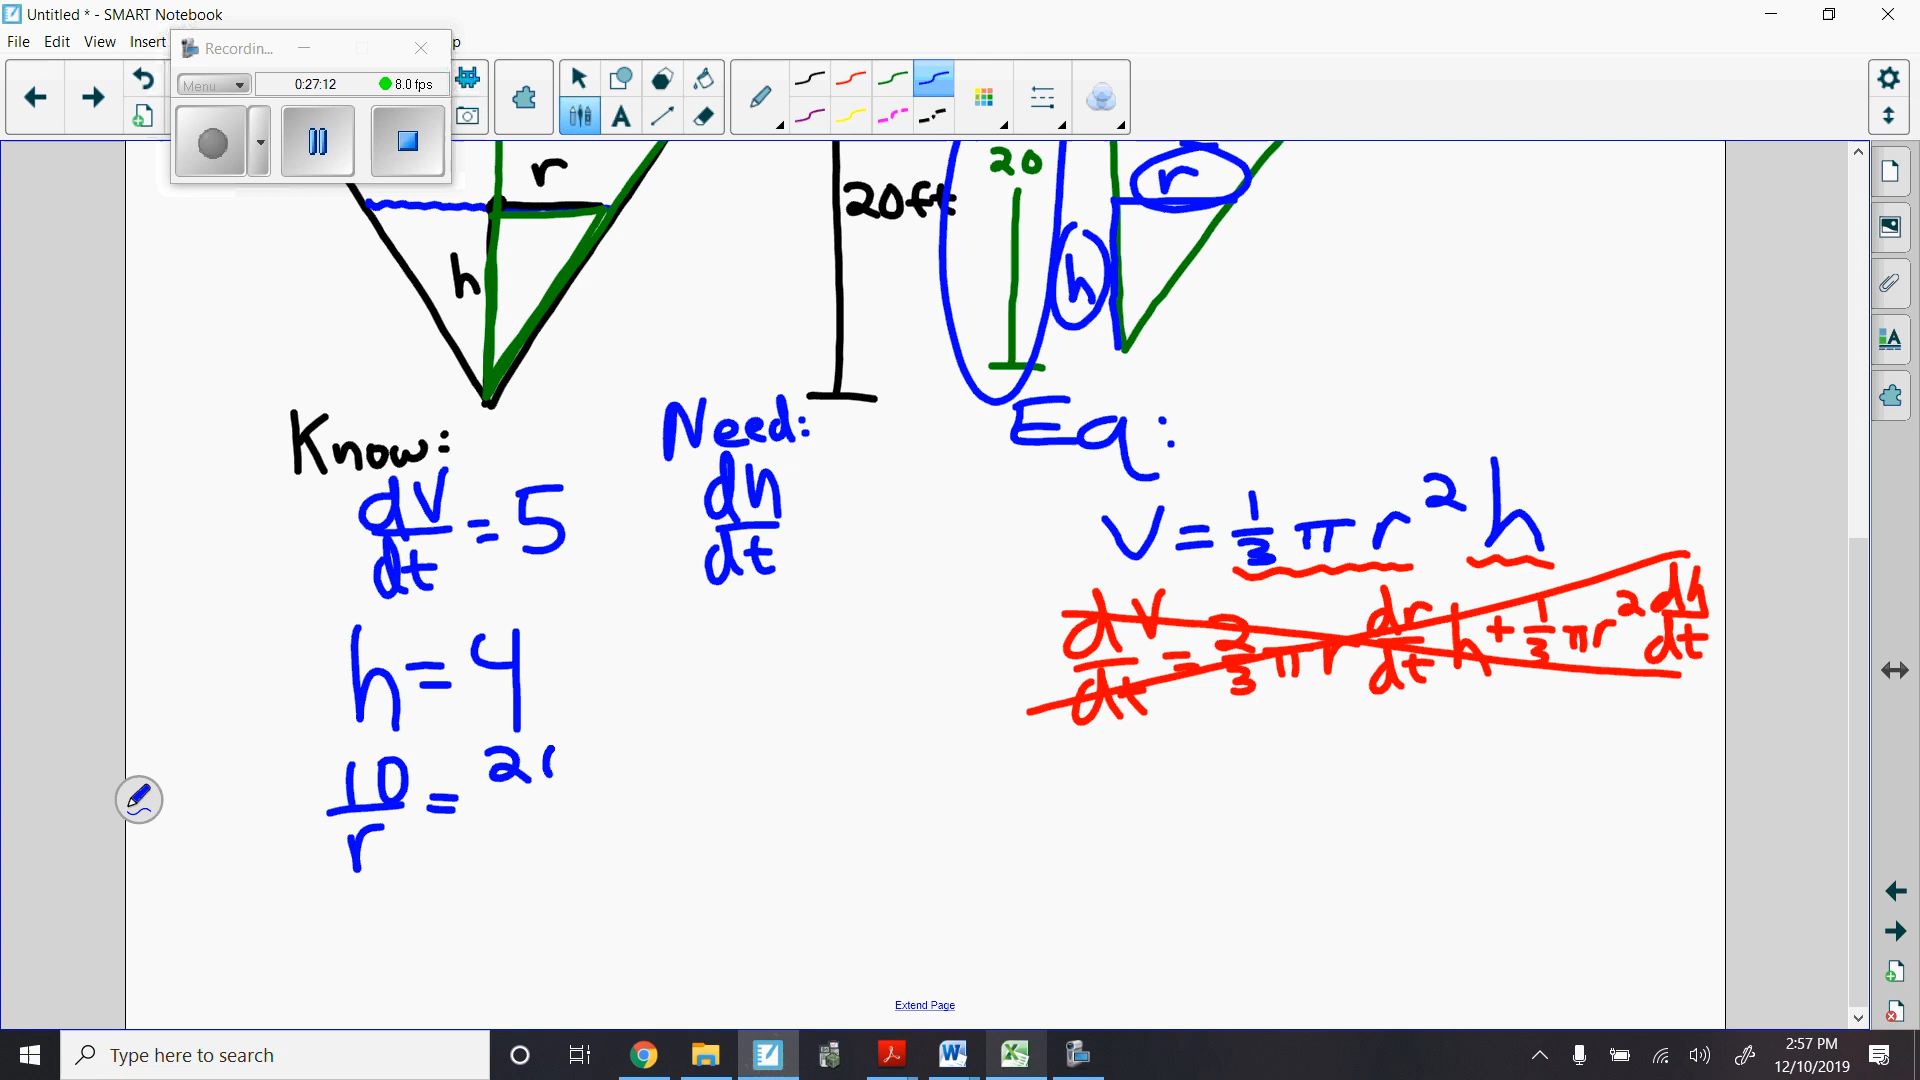 Untitled * - SMART Notebook
File Edit View Insert p
Recordin...
Menu 0:27:12 8.0 fps
A
r
20ft
20
r
h
h
Know:
Need:
Eq:
dV/dt = 5
dh/dt
V = 1/3 π r² h
dV/dt = 2/3 π r dr/dt h + 1/3 π r² dh/dt
h = 4
10/r = 20
Extend Page
Type here to search
2:57 PM
12/10/2019